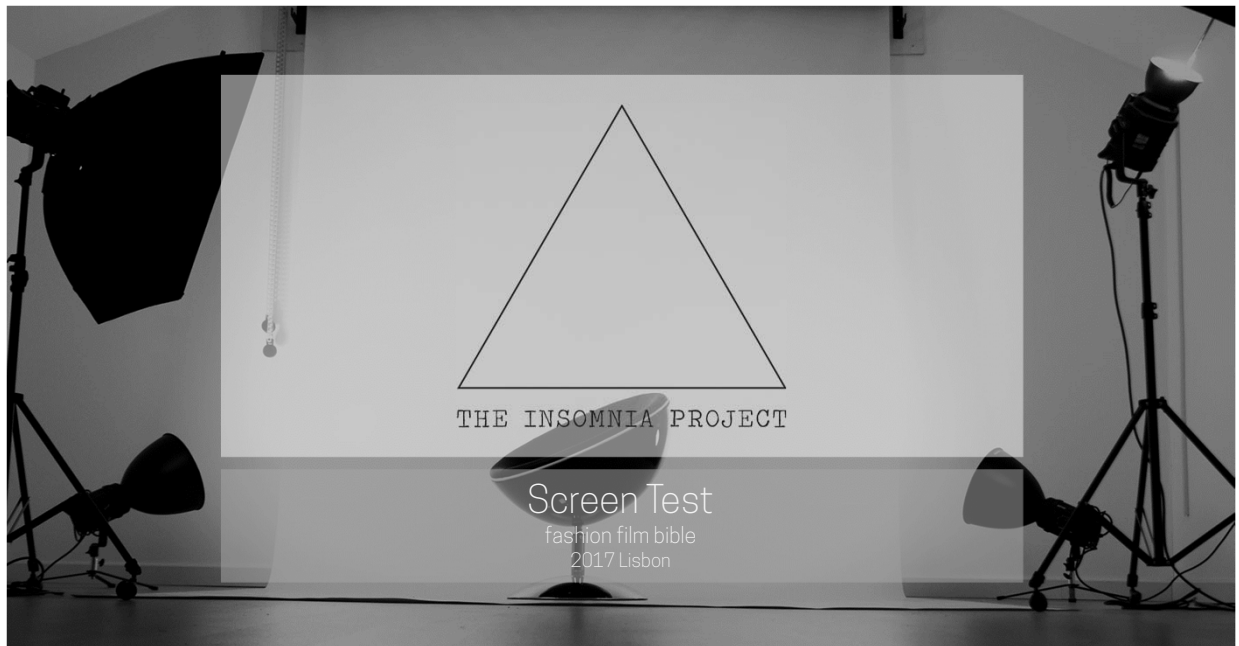 THE INSOMNIA PROJECT
Screen Test
fashion film bible
2017 Lisbon